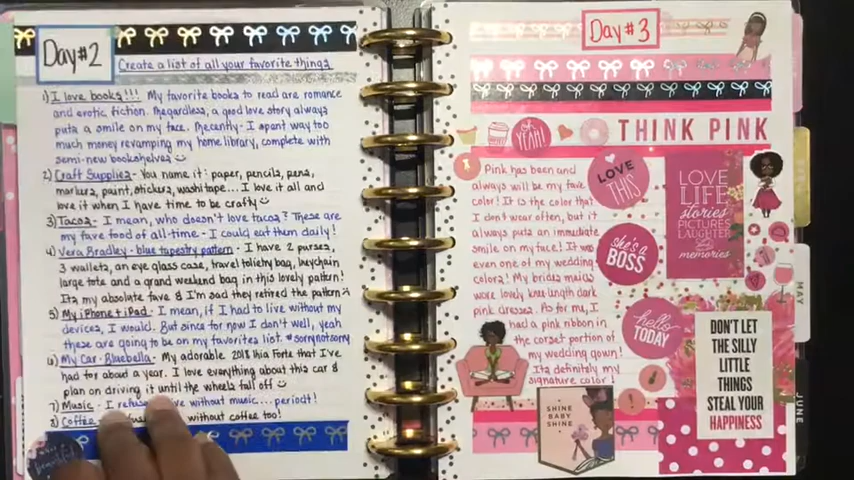 Day #2
Create a list of all your favorite things
1) I love books!!! My favorite books to read are romance
and erotic fiction. Regardless, a good love story always
puts a smile on my face. Recently - I spent way too
much money revamping my home library, complete with
semi-new bookshelves
2) Craft Supplies - You name it: paper, pencils, pens,
markers, paint, stickers, washi tape... I love it all and
love it when I have time to be crafty
3) Tacos - I mean, who doesn't love tacos? These are
my fave food of all-time - I could eat them daily!
4) Vera Bradley - blue tapestry pattern - I have 2 purses,
3 wallets, an eye glass case, travel toiletry bag, keychain
large tote and a grand weekend bag in this lovely pattern!
Its my absolute fave & I'm sad they retired the pattern
5) My iPhone + iPad - I mean, if I had to live without my
devices, I would. But since for now I don't well, yeah
these are going to be on my favorites list. #sorrynotsorry
6) My Car - Bluebella - My adorable 2018 Kia Forte that I've
had for about a year. I love everything about this car &
plan on driving it until the wheels fall off
7) Music - I refuse live without music.... period!
8) Coffee without coffee too!
beautiful
Day #3
THINK PINK
OH YEAH!
Pink has been and
always will be my fave
color! It is the color that
I don't wear often, but it
always puts an immediate
smile on my face! It was
even one of my wedding
colors! My brides maids
wore lovely knee length dark
pink dresses. As for me, I
had a pink ribbon in
the corset portion of
my wedding gown!
Its definitely my
signature color!
I LOVE THIS
SHE'S A BOSS
hello TODAY
LOVE
LIFE
stories
PICTURES
LAUGHTER
memories
DON'T LET
THE SILLY
LITTLE
THINGS
STEAL YOUR
HAPPINESS
SHINE
BABY
SHINE
MAY
JUNE